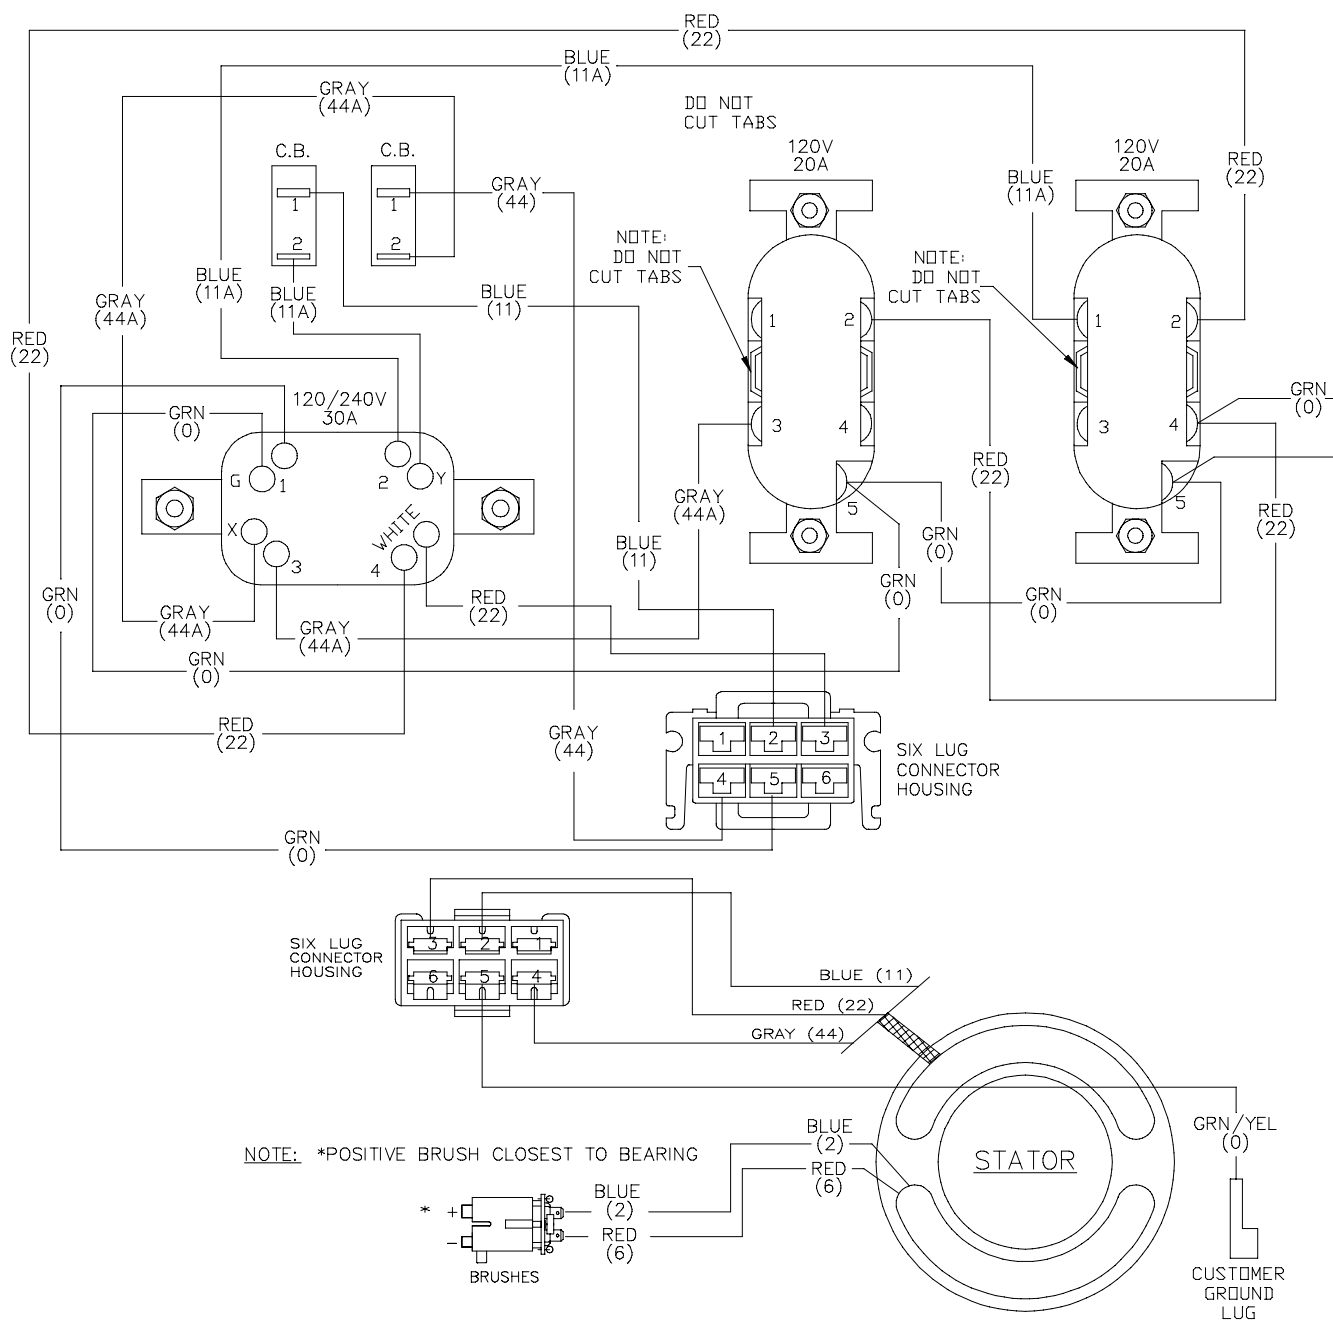 RED
(22)
BLUE
(11A)
GRAY
(44A)
DO NOT
CUT TABS
C.B.
C.B.
120V
20A
120V
20A
RED
(22)
BLUE
(11A)
GRAY
(44)
1
1
2
2
NOTE:
DO NOT
CUT TABS
NOTE:
DO NOT
CUT TABS
BLUE
(11A)
BLUE
(11A)
BLUE
(11)
GRAY
(44A)
RED
(22)
1
2
3
4
5
1
2
3
4
5
GRN
(0)
120/240V
30A
GRN
(0)
G
1
2
Y
X
3
WHITE
4
GRAY
(44A)
RED
(22)
RED
(22)
GRN
(0)
BLUE
(11)
GRN
(0)
GRN
(0)
GRN
(0)
RED
(22)
GRAY
(44A)
GRAY
(44A)
GRN
(0)
RED
(22)
GRAY
(44)
1 2 3
4 5 6
SIX LUG
CONNECTOR
HOUSING
GRN
(0)
SIX LUG
CONNECTOR
HOUSING
3 2 1
6 5 4
BLUE (11)
RED (22)
GRAY (44)
GRN/YEL
(0)
STATOR
BLUE
(2)
RED
(6)
NOTE: *POSITIVE BRUSH CLOSEST TO BEARING
* +
−
BLUE
(2)
RED
(6)
BRUSHES
CUSTOMER
GROUND
LUG